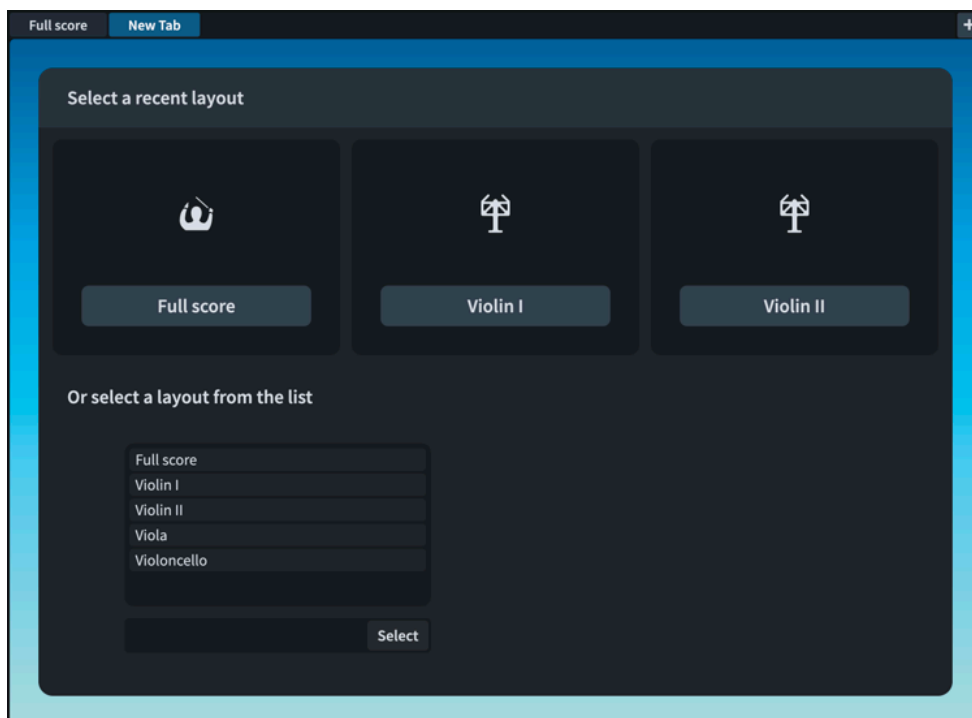 Full score New Tab +
Select a recent layout
Full score Violin I Violin II
Or select a layout from the list
Full score
Violin I
Violin II
Viola
Violoncello
Select